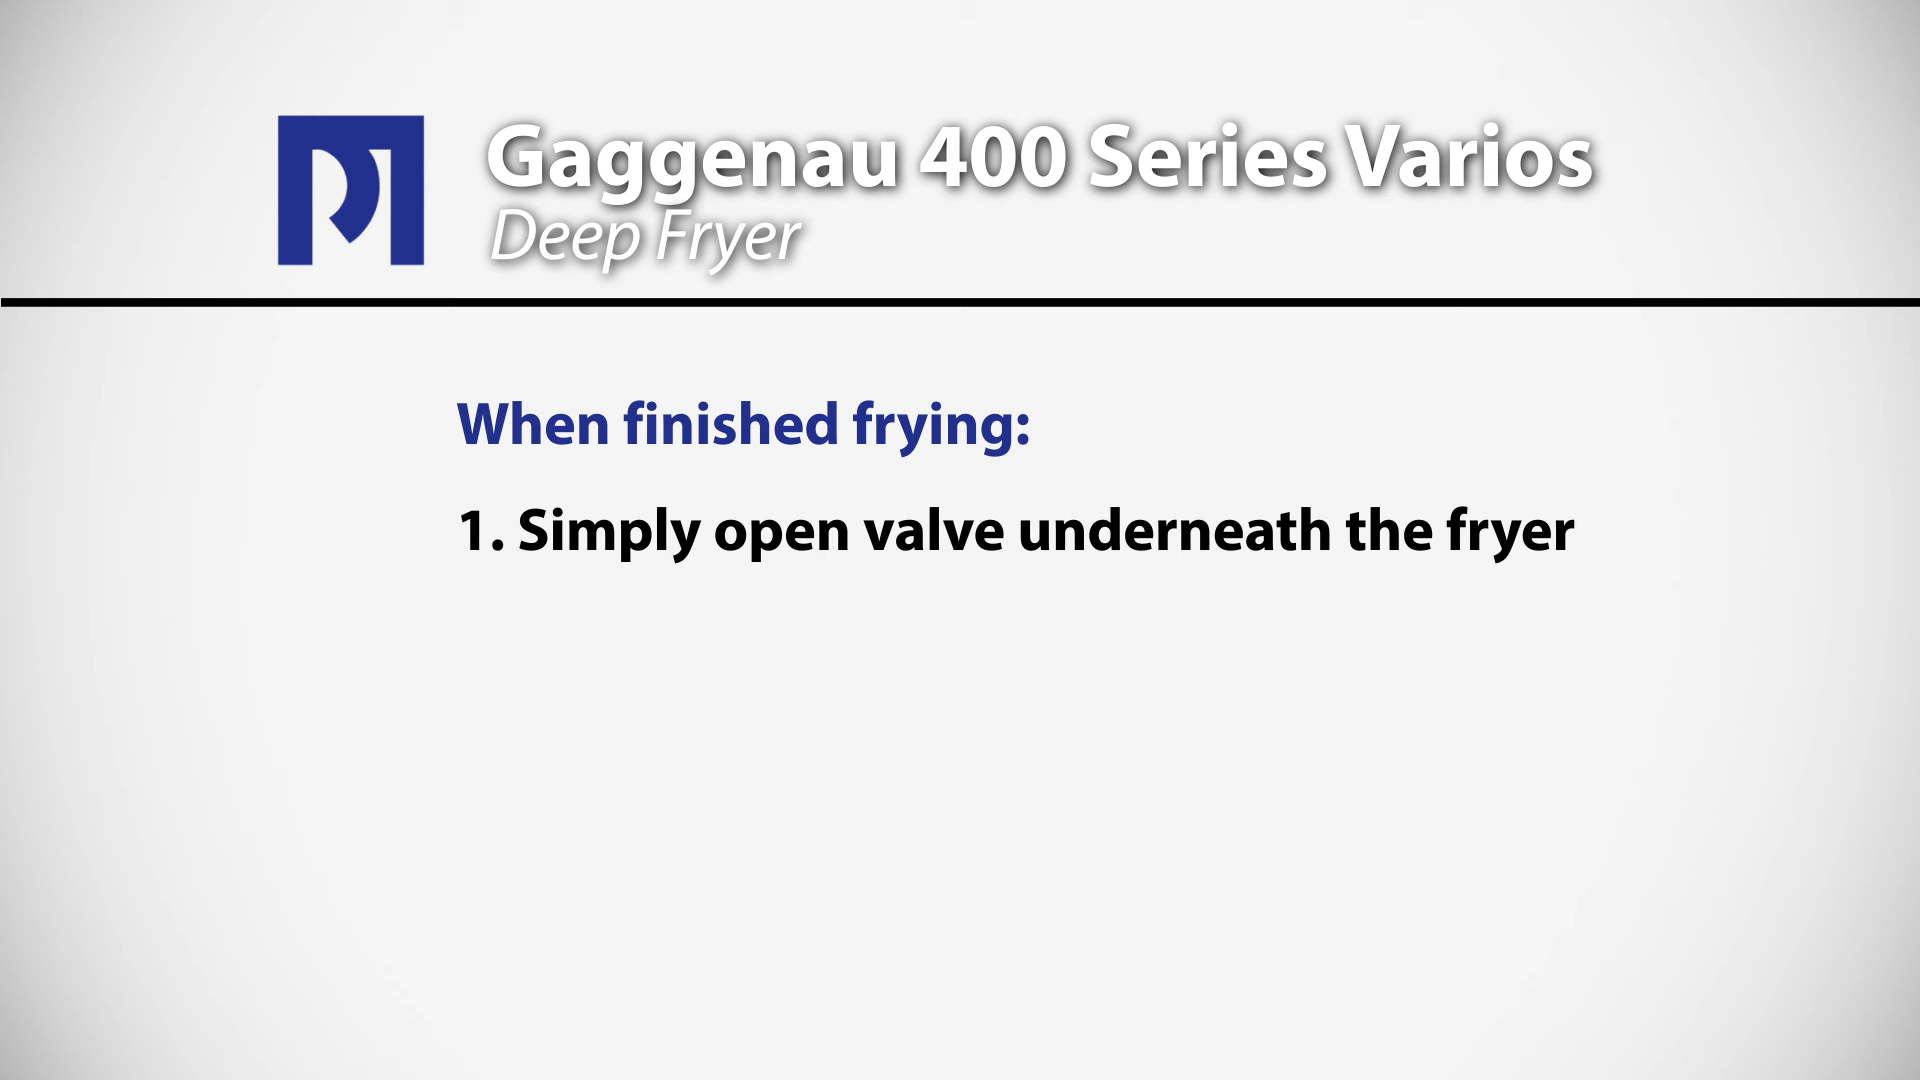 Gaggenau 400 Series Varios
Deep Fryer
When finished frying:
1. Simply open valve underneath the fryer